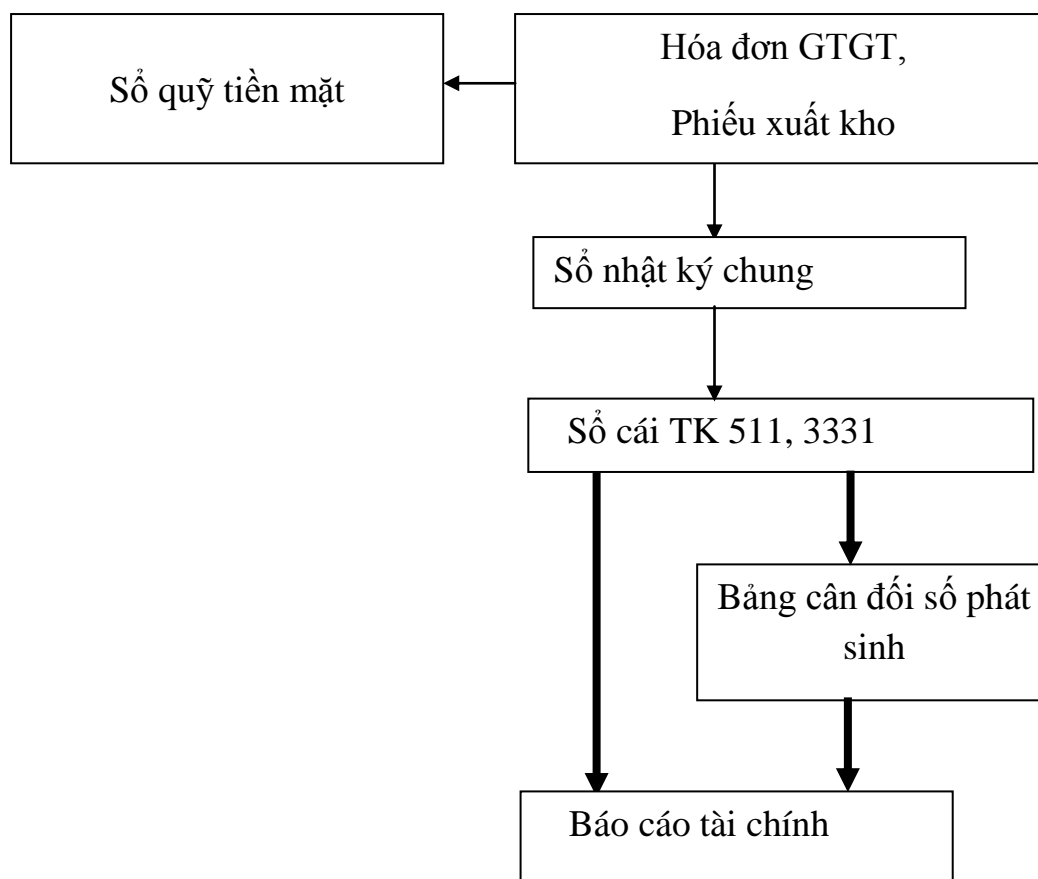 Sổ quỹ tiền mặt
Hóa đơn GTGT,
Phiếu xuất kho
Sổ nhật ký chung
Sổ cái TK 511, 3331
Bảng cân đối số phát
sinh
Báo cáo tài chính